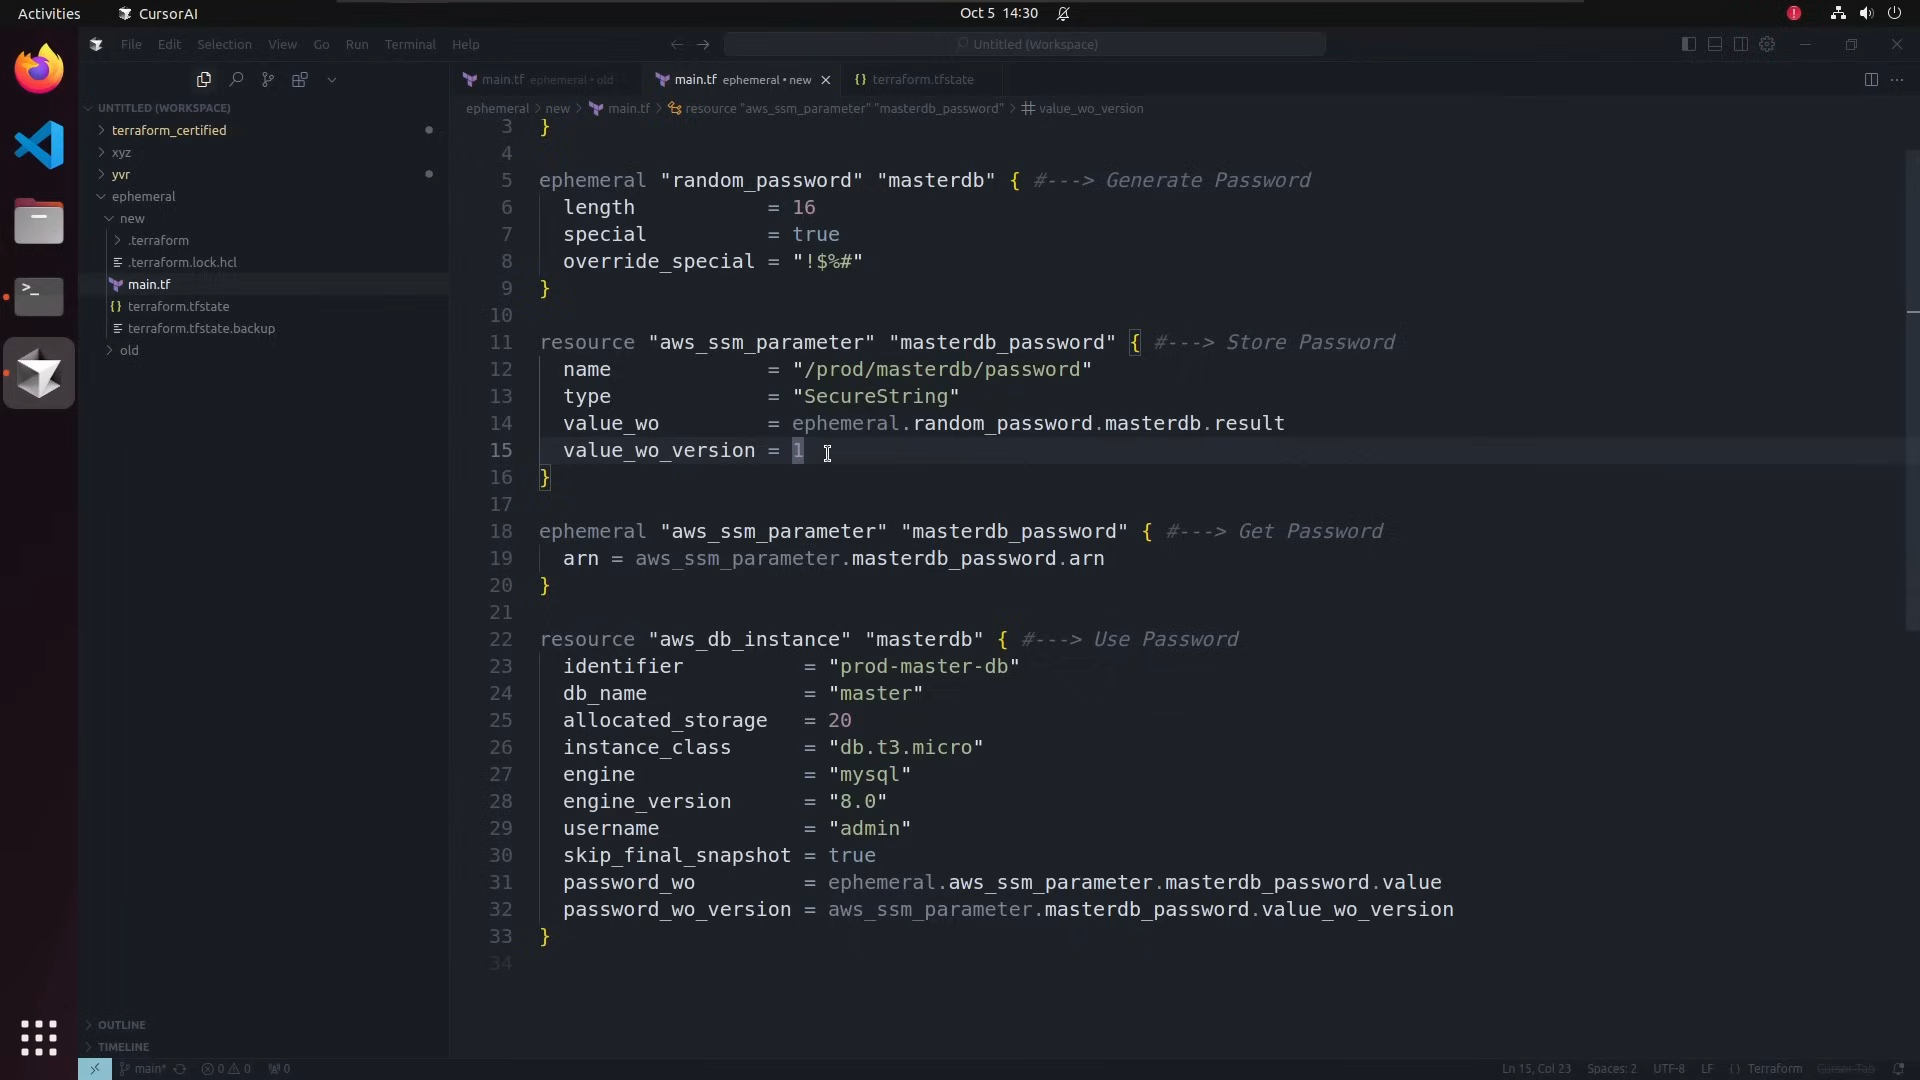 Activities
CursorAI
Oct 5 14:30
File Edit Selection View Go Run Terminal Help
Untitled (Workspace)
main.tf ephemeral • old
main.tf ephemeral • new
terraform.tfstate
UNTITLED (WORKSPACE)
terraform_certified
xyz
yvr
ephemeral
new
.terraform
.terraform.lock.hcl
main.tf
terraform.tfstate
terraform.tfstate.backup
old
OUTLINE
TIMELINE
ephemeral > new > main.tf > resource "aws_ssm_parameter" "masterdb_password" > value_wo_version
3 }
4
5 ephemeral "random_password" "masterdb" { #---> Generate Password
6 length = 16
7 special = true
8 override_special = "!$%#"
9 }
10
11 resource "aws_ssm_parameter" "masterdb_password" { #---> Store Password
12 name = "/prod/masterdb/password"
13 type = "SecureString"
14 value_wo = ephemeral.random_password.masterdb.result
15 value_wo_version = 1
16 }
17
18 ephemeral "aws_ssm_parameter" "masterdb_password" { #---> Get Password
19 arn = aws_ssm_parameter.masterdb_password.arn
20 }
21
22 resource "aws_db_instance" "masterdb" { #---> Use Password
23 identifier = "prod-master-db"
24 db_name = "master"
25 allocated_storage = 20
26 instance_class = "db.t3.micro"
27 engine = "mysql"
28 engine_version = "8.0"
29 username = "admin"
30 skip_final_snapshot = true
31 password_wo = ephemeral.aws_ssm_parameter.masterdb_password.value
32 password_wo_version = aws_ssm_parameter.masterdb_password.value_wo_version
33 }
34
main* 0 0 0
Ln 15, Col 23 Spaces: 2 UTF-8 LF {} Terraform Cursor Tab